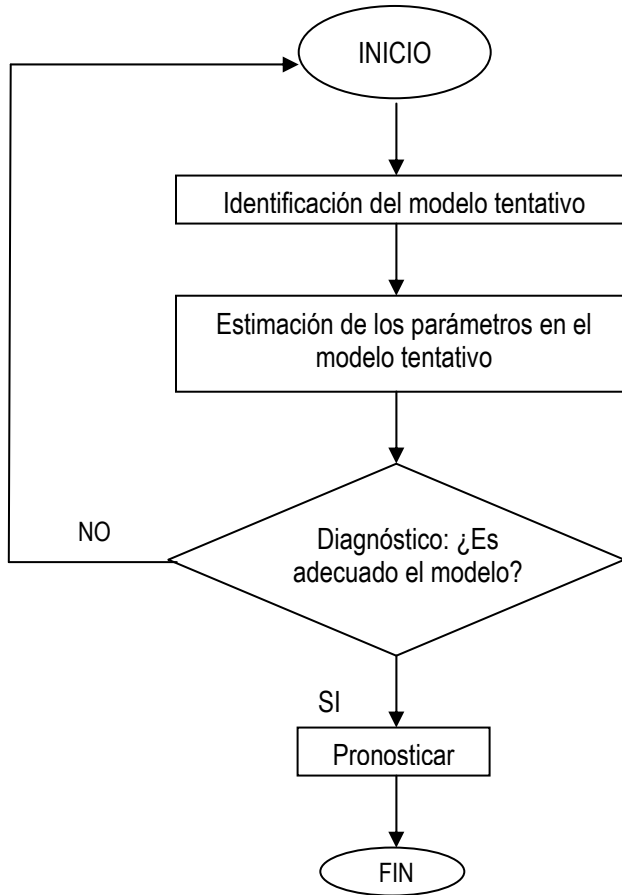 INICIO
Identificación del modelo tentativo
Estimación de los parámetros en el
modelo tentativo
NO
Diagnóstico: ¿Es
adecuado el modelo?
SI
Pronosticar
FIN